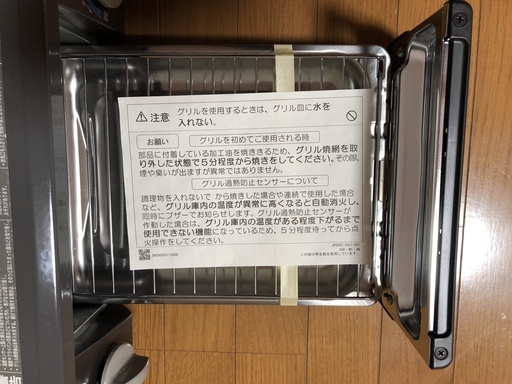 注意 グリルを使用するときは、グリル皿に水を
入れない。
お願い グリルを初めてご使用される時
部品に付着している加工油を焼ききるため、グリル焼網を取
り外した状態で5分程度から焼きをしてください。その際、
煙や臭いが出ますが異常ではありません。
グリル過熱防止センサーについて
調理物を入れないで から焼きした場合や連続で使用した場合
など、グリル庫内の温度が異常に高くなると自動消火し、
同時にブザーでお知らせします。グリル過熱防止センサーが
作動した場合は、グリル庫内の温度がある程度下がるまで
使用できない機能になっているため、5分程度待ってから点
火操作をしてください。